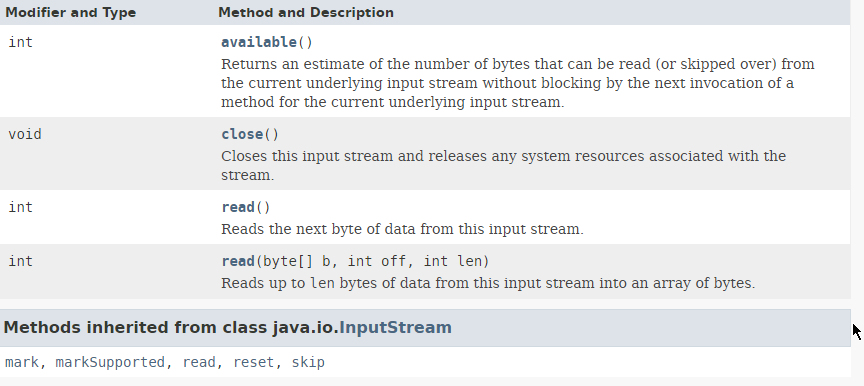 Modifier and Type Method and Description
int available()
Returns an estimate of the number of bytes that can be read (or skipped over) from
the current underlying input stream without blocking by the next invocation of a
method for the current underlying input stream.
void close()
Closes this input stream and releases any system resources associated with the
stream.
int read()
Reads the next byte of data from this input stream.
int read(byte[] b, int off, int len)
Reads up to len bytes of data from this input stream into an array of bytes.
Methods inherited from class java.io.InputStream
mark, markSupported, read, reset, skip